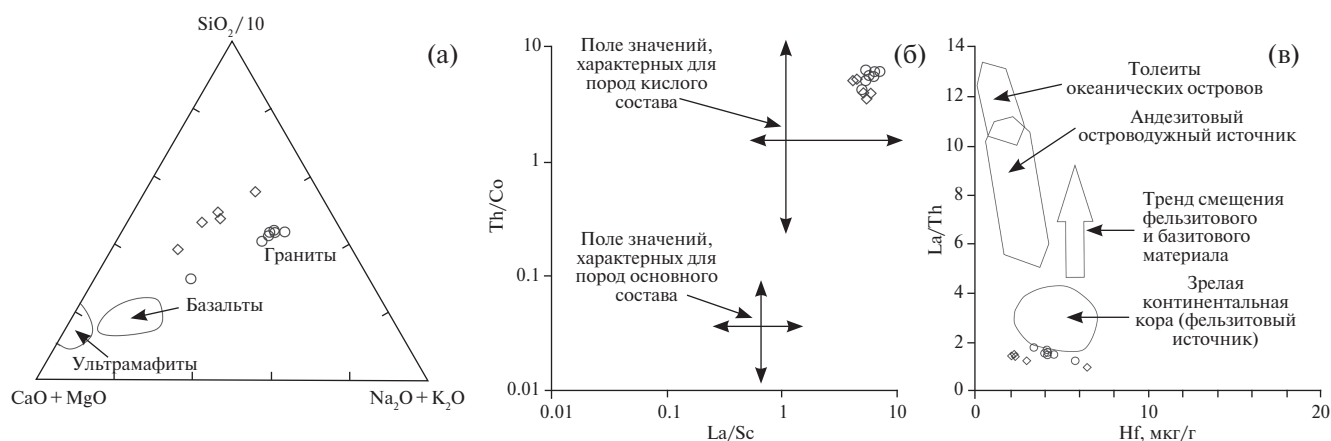 SiO₂/10
(а)
Граниты
Базальты
Ультрамафиты
CaO + MgO
Na₂O + K₂O
(б)
10
1
0.1
0.01
Th/Co
Поле значений,
характерных для
пород кислого
состава
Поле значений,
характерных для
пород основного
состава
0.01
0.1
1
10
La/Sc
(в)
14
12
10
8
6
4
2
0
La/Th
Толеиты
океанических островов
Андезитовый
островодужный источник
Тренд смещения
фельзитового
и базитового
материала
Зрелая
континентальная
кора (фельзитовый
источник)
0
10
20
Hf, мкг/г